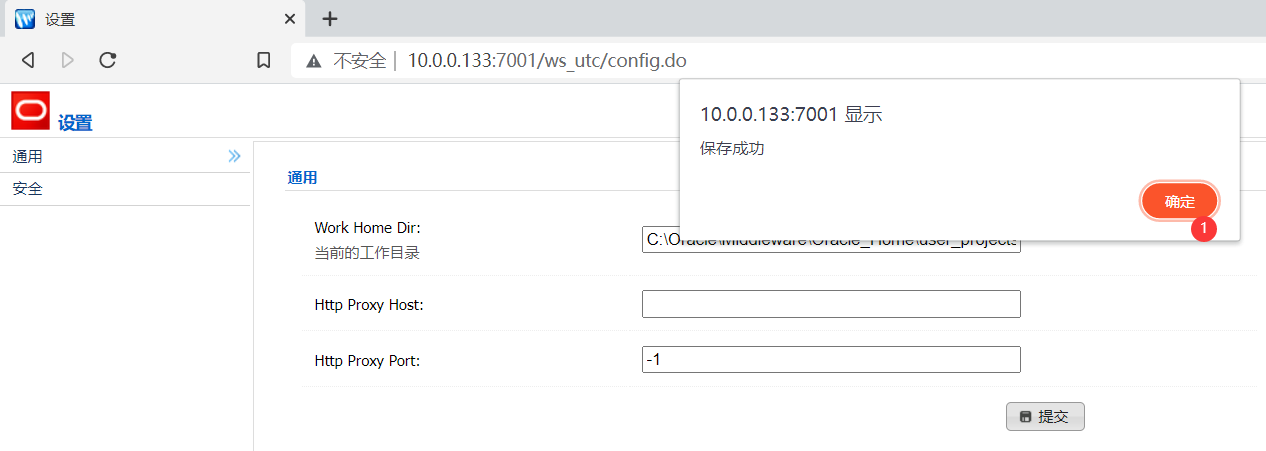 设置
不安全 | 10.0.0.133:7001/ws_utc/config.do
10.0.0.133:7001 显示
保存成功
确定
1
设置
通用
安全
通用
Work Home Dir:
当前的工作目录
C:\Oracle\Middleware\Oracle_Home\user_projects
Http Proxy Host:
Http Proxy Port:
-1
提交